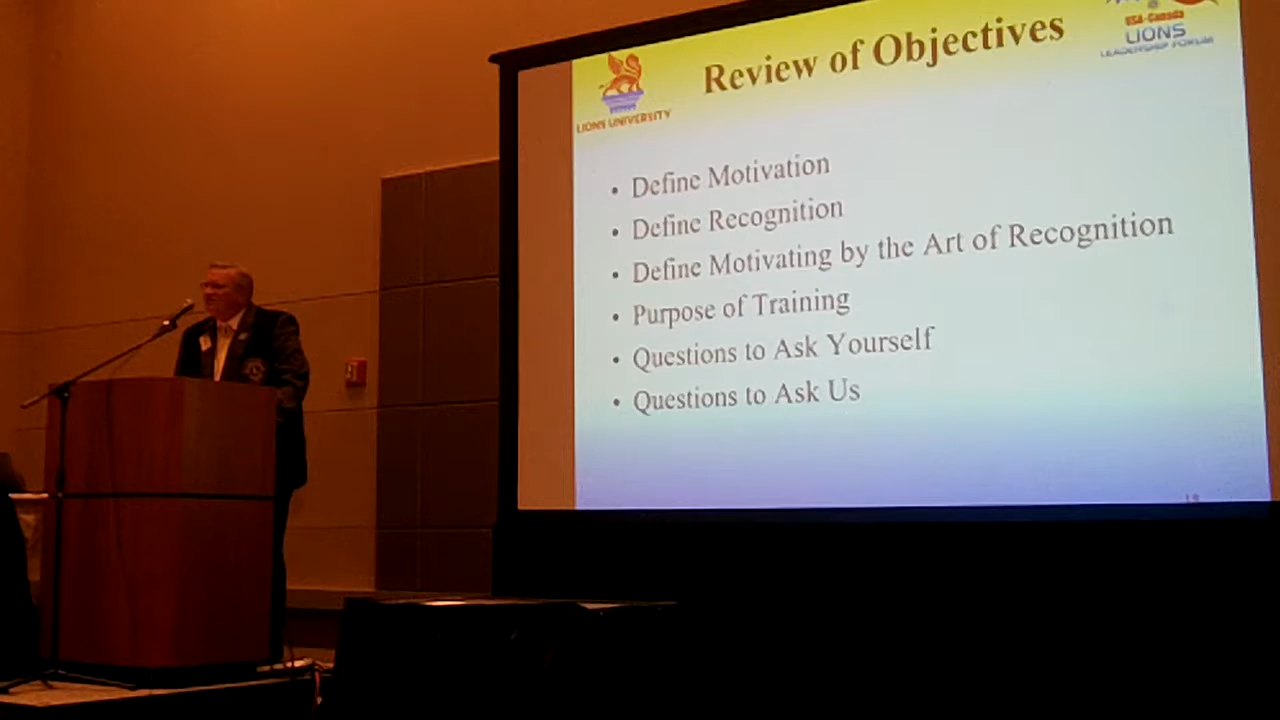 Review of Objectives
USA-Canada
LIONS
LEADERSHIP FORUM
LIONS UNIVERSITY
• Define Motivation
• Define Recognition
• Define Motivating by the Art of Recognition
• Purpose of Training
• Questions to Ask Yourself
• Questions to Ask Us